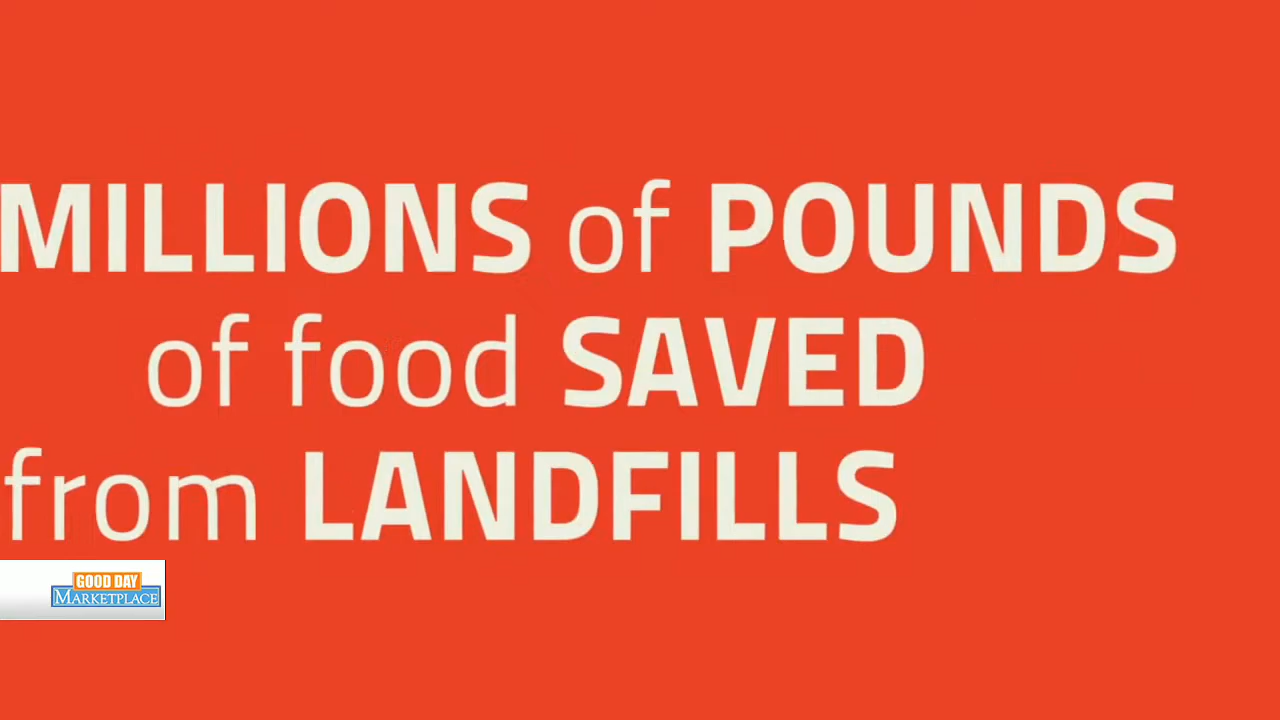 MILLIONS of POUNDS
of food SAVED
from LANDFILLS
GOOD DAY
MARKETPLACE